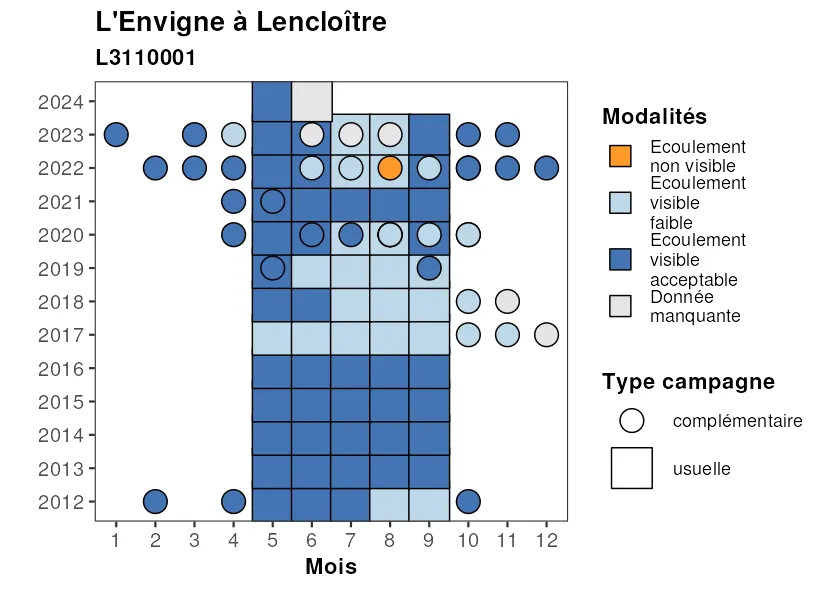 L'Envigne à Lencloître
L3110001
2024
2023
2022
2021
2020
2019
2018
2017
2016
2015
2014
2013
2012
1 2 3 4 5 6 7 8 9 10 11 12
Mois
Modalités
Ecoulement
non visible
Ecoulement
visible
faible
Ecoulement
visible
acceptable
Donnée
manquante
Type campagne
complémentaire
usuelle